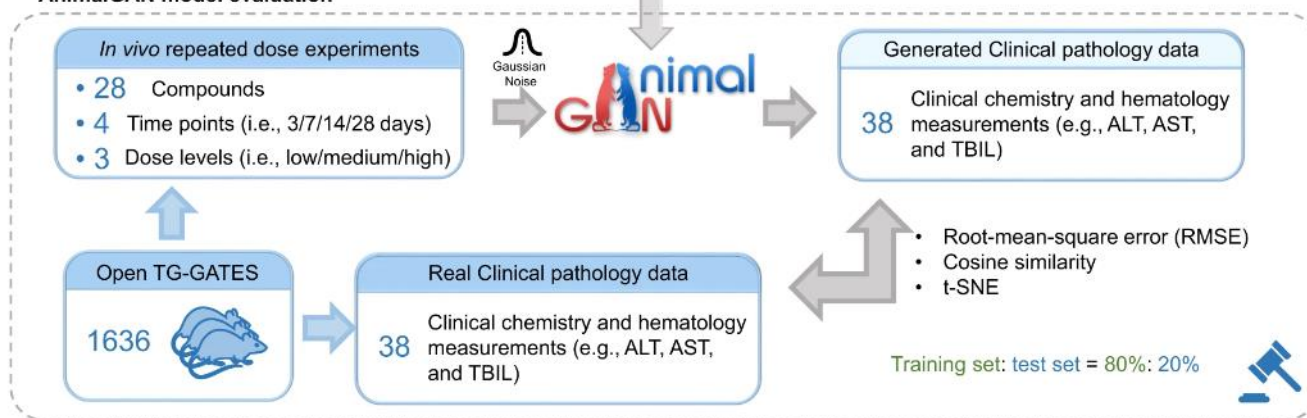 AnimalGAN model evaluation
In vivo repeated dose experiments
• 28 Compounds
• 4 Time points (i.e., 3/7/14/28 days)
• 3 Dose levels (i.e., low/medium/high)
Gaussian
Noise
Animal
GAN
Generated Clinical pathology data
38 Clinical chemistry and hematology
measurements (e.g., ALT, AST,
and TBIL)
Open TG-GATES
1636
Real Clinical pathology data
38 Clinical chemistry and hematology
measurements (e.g., ALT, AST,
and TBIL)
• Root-mean-square error (RMSE)
• Cosine similarity
• t-SNE
Training set: test set = 80%: 20%